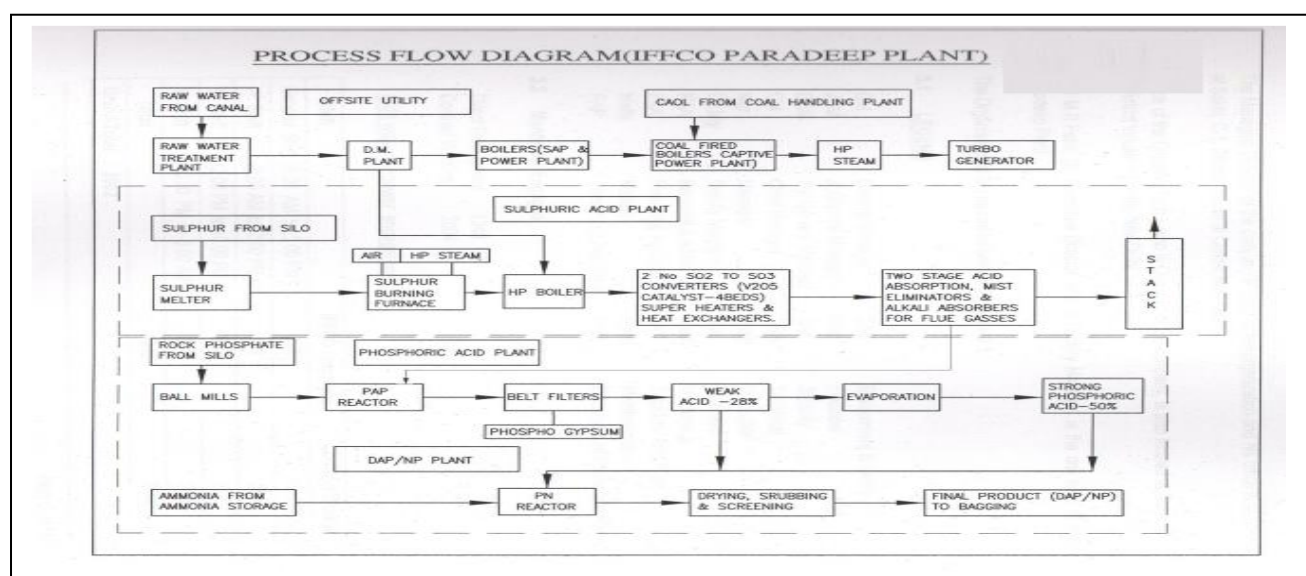 PROCESS FLOW DIAGRAM(IFFCO PARADEEP PLANT)
RAW WATER
FROM CANAL
OFFSITE UTILITY
CAOL FROM COAL HANDLING PLANT
RAW WATER
TREATMENT
PLANT
D.M.
PLANT
BOILERS(SAP &
POWER PLANT)
COAL FIRED
BOILERS CAPTIVE
POWER PLANT)
HP
STEAM
TURBO
GENERATOR
SULPHURIC ACID PLANT
SULPHUR FROM SILO
AIR
HP STEAM
SULPHUR
MELTER
SULPHUR
BURNING
FURNACE
HP BOILER
2 No SO2 TO SO3
CONVERTERS (V205
CATALYST-4BEDS)
SUPER HEATERS &
HEAT EXCHANGERS.
TWO STAGE ACID
ABSORPTION, MIST
ELIMINATORS &
ALKALI ABSORBERS
FOR FLUE GASSES
STACK
ROCK PHOSPHATE
FROM SILO
PHOSPHORIC ACID PLANT
BALL MILLS
PAP
REACTOR
BELT FILTERS
WEAK
ACID -28%
EVAPORATION
STRONG
PHOSPHORIC
ACID-50%
PHOSPHO GYPSUM
DAP/NP PLANT
AMMONIA FROM
AMMONIA STORAGE
PN
REACTOR
DRYING, SRUBBING
& SCREENING
FINAL PRODUCT (DAP/NP)
TO BAGGING